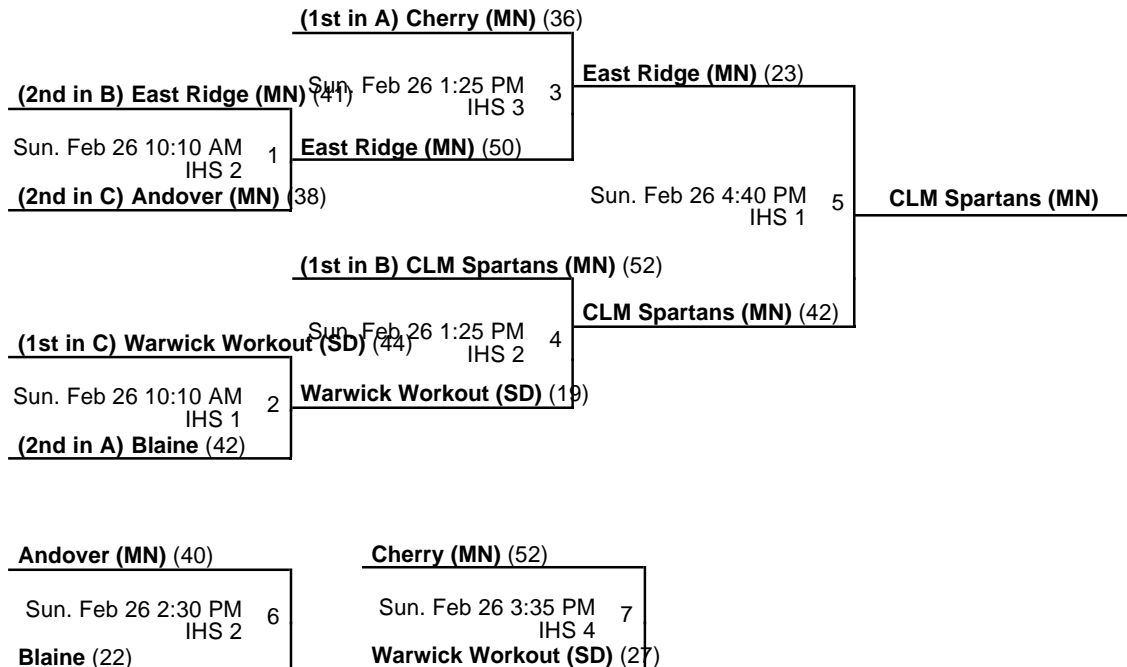 (1st in A) Cherry (MN) (36)
Sun. Feb 26 1:25 PM
IHS 3
3
East Ridge (MN) (23)
(2nd in B) East Ridge (MN) (41)
Sun. Feb 26 10:10 AM
IHS 2
1
East Ridge (MN) (50)
(2nd in C) Andover (MN) (38)
Sun. Feb 26 4:40 PM
IHS 1
5
CLM Spartans (MN)
(1st in B) CLM Spartans (MN) (52)
Sun. Feb 26 1:25 PM
IHS 2
4
CLM Spartans (MN) (42)
(1st in C) Warwick Workout (SD) (44)
Sun. Feb 26 10:10 AM
IHS 1
2
Warwick Workout (SD) (19)
(2nd in A) Blaine (42)
Andover (MN) (40)
Sun. Feb 26 2:30 PM
IHS 2
6
Blaine (22)
Cherry (MN) (52)
Sun. Feb 26 3:35 PM
IHS 4
7
Warwick Workout (SD) (27)